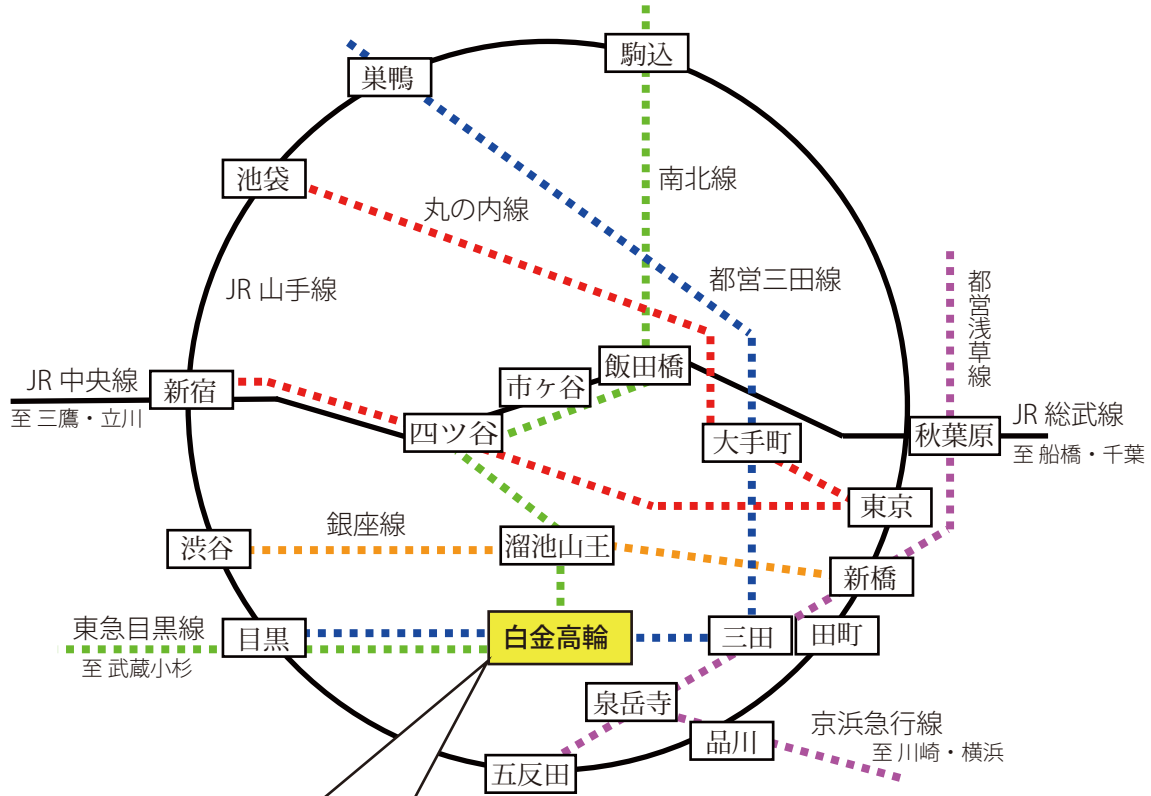 駒込
巣鴨
池袋
南北線
丸の内線
都営三田線
JR 山手線
都営浅草線
飯田橋
JR 中央線
新宿
市ヶ谷
至 三鷹・立川
四ツ谷
大手町
秋葉原
JR 総武線
至 船橋・千葉
東京
銀座線
渋谷
溜池山王
新橋
東急目黒線
目黒
白金高輪
三田
田町
至 武蔵小杉
泉岳寺
品川
京浜急行線
至 川崎・横浜
五反田